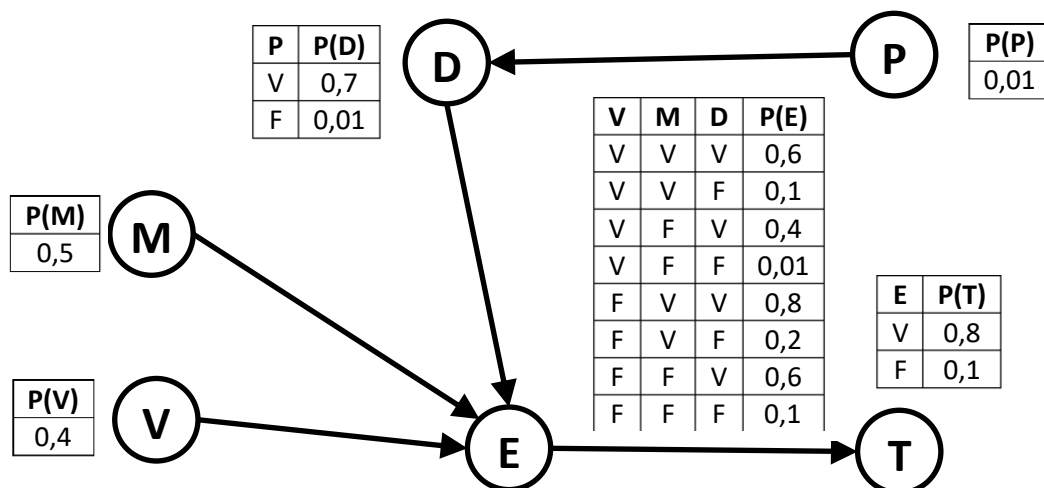 P P(D)
V 0,7
F 0,01
D
P
P(P)
0,01
V M D P(E)
V V V 0,6
V V F 0,1
V F V 0,4
V F F 0,01
F V V 0,8
F V F 0,2
F F V 0,6
F F F 0,1
P(M)
0,5
M
E P(T)
V 0,8
F 0,1
P(V)
0,4
V
E
T